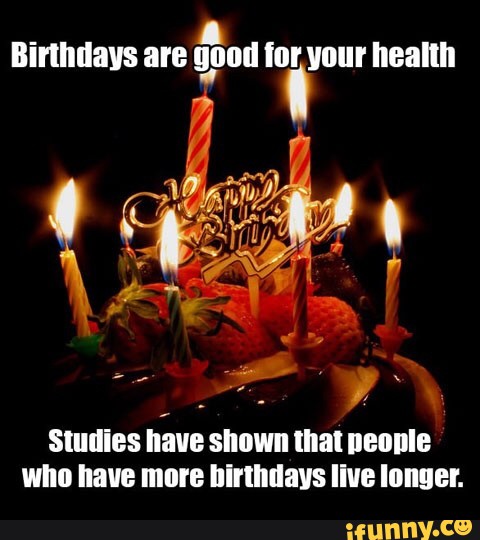 Birthdays are good for your health
Happy
Birthday
Studies have shown that people
who have more birthdays live longer.
ifunny.co